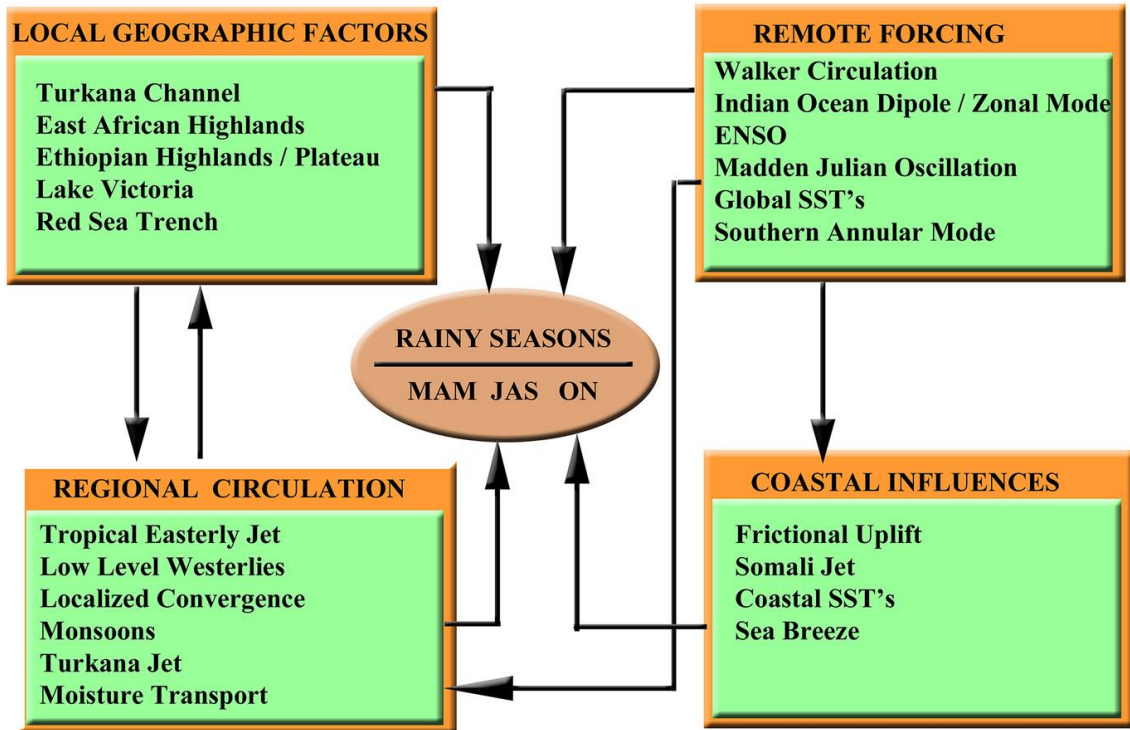 LOCAL GEOGRAPHIC FACTORS
Turkana Channel
East African Highlands
Ethiopian Highlands / Plateau
Lake Victoria
Red Sea Trench
REMOTE FORCING
Walker Circulation
Indian Ocean Dipole / Zonal Mode
ENSO
Madden Julian Oscillation
Global SST's
Southern Annular Mode
RAINY SEASONS
MAM JAS ON
REGIONAL CIRCULATION
Tropical Easterly Jet
Low Level Westerlies
Localized Convergence
Monsoons
Turkana Jet
Moisture Transport
COASTAL INFLUENCES
Frictional Uplift
Somali Jet
Coastal SST's
Sea Breeze